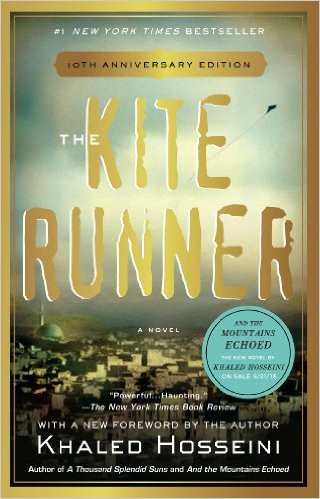 #1 NEW YORK TIMES BESTSELLER
10TH ANNIVERSARY EDITION
THE
KITE
RUNNER
A NOVEL
AND THE
MOUNTAINS
ECHOED
THE NEW NOVEL BY
KHALED HOSSEINI
ON SALE 5/21/13
"Powerful...Haunting."
—The New York Times Book Review
WITH A NEW FOREWORD BY THE AUTHOR
KHALED HOSSEINI
Author of A Thousand Splendid Suns and And the Mountains Echoed